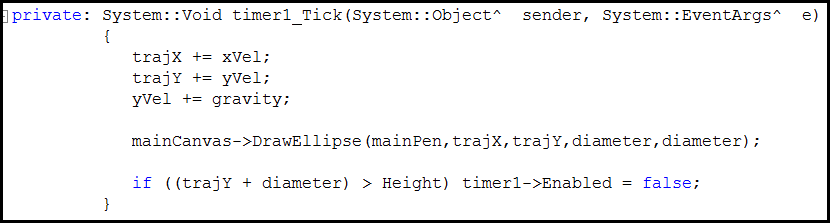 private: System::Void timer1_Tick(System::Object^  sender, System::EventArgs^  e)
{
trajX += xVel;
trajY += yVel;
yVel += gravity;
mainCanvas->DrawEllipse(mainPen,trajX,trajY,diameter,diameter);
if ((trajY + diameter) > Height) timer1->Enabled = false;
}